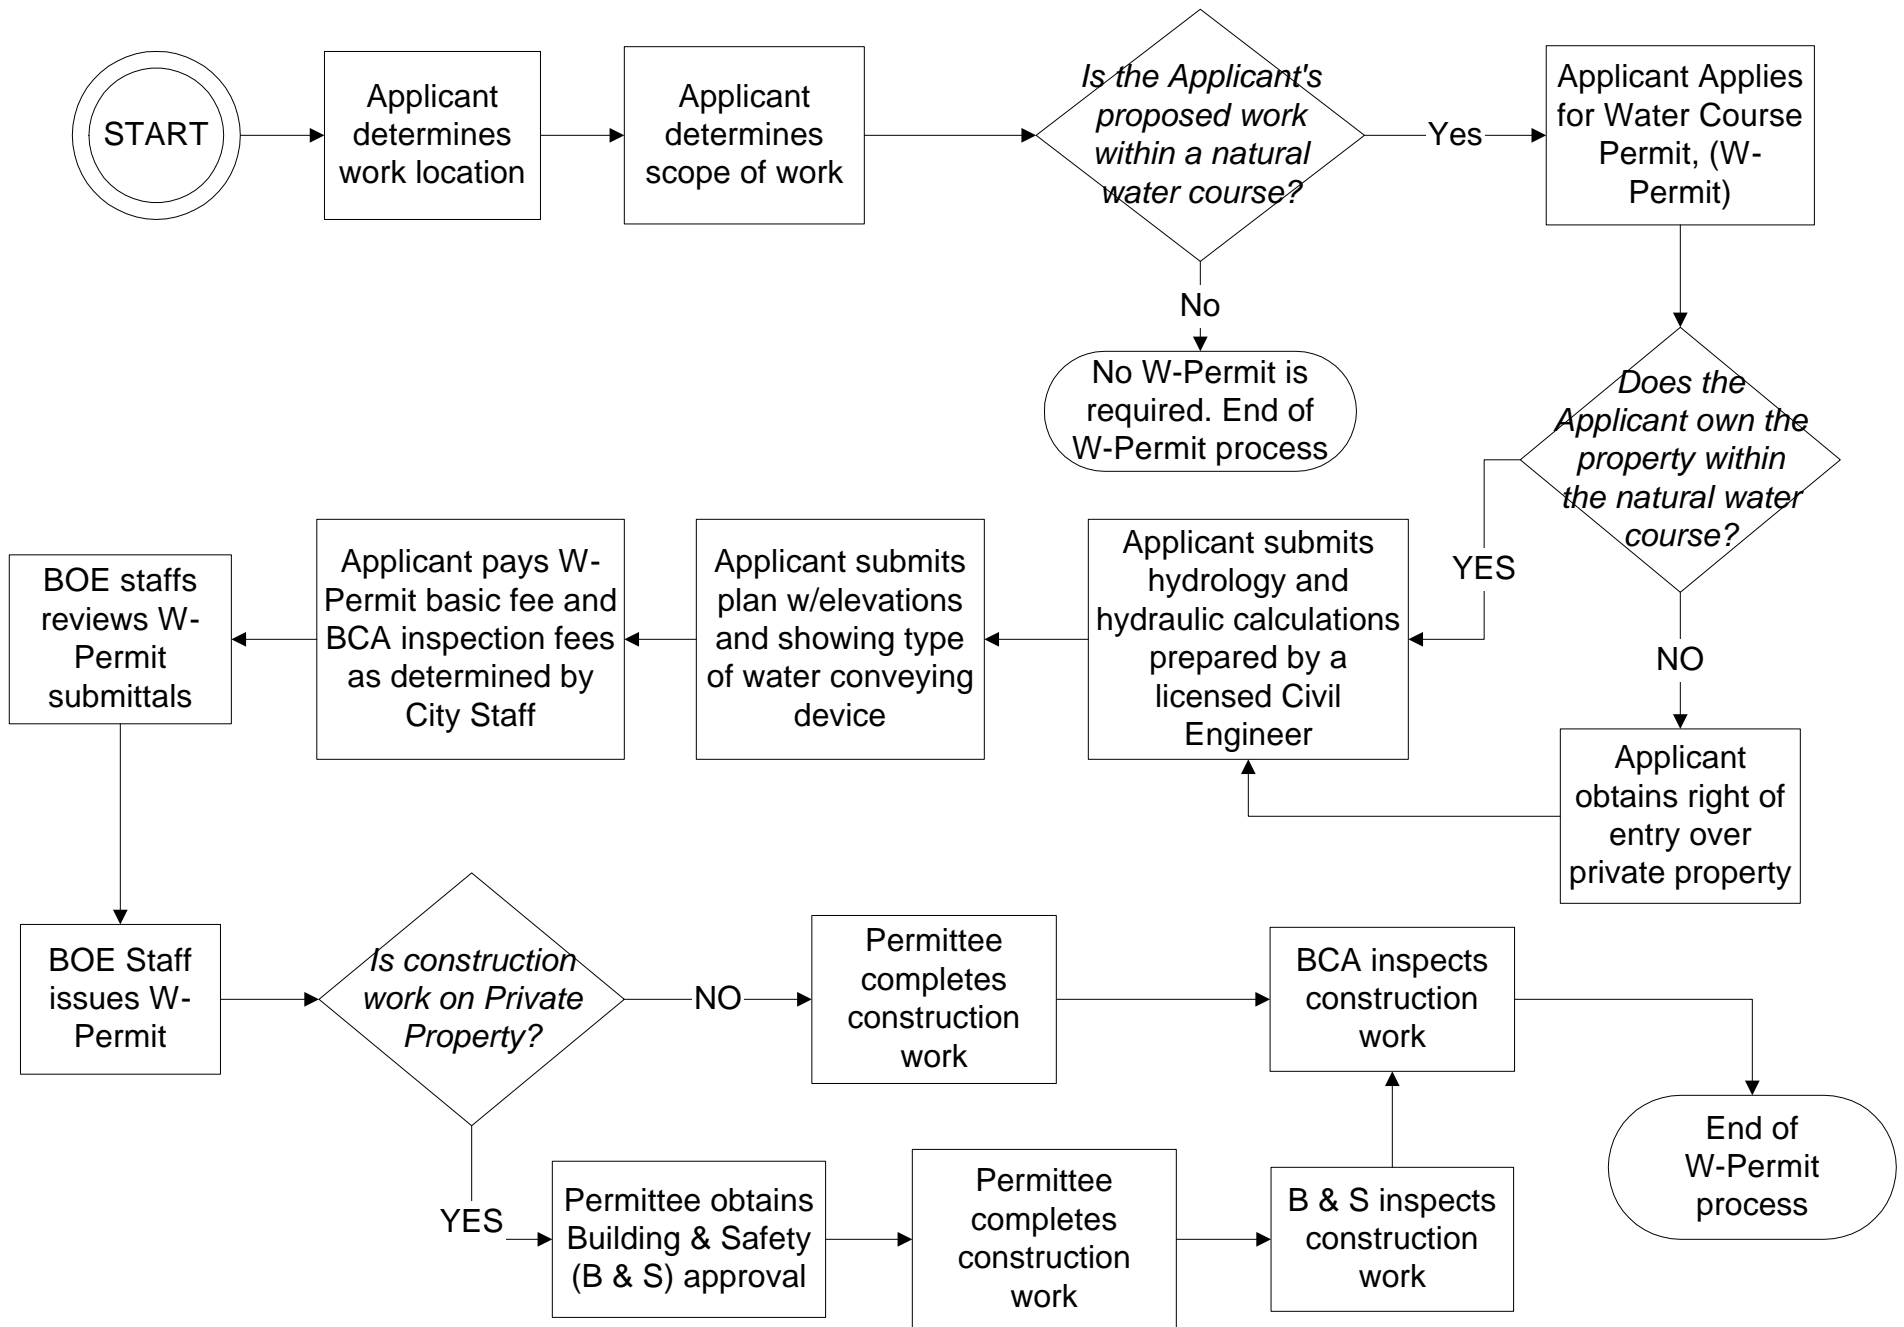 START
Applicant
determines
work location
Applicant
determines
scope of work
Is the Applicant's
proposed work
within a natural
water course?
Yes
Applicant Applies
for Water Course
Permit, (W-
Permit)
No
No W-Permit is
required. End of
W-Permit process
Does the
Applicant own the
property within
the natural water
course?
YES
NO
Applicant
obtains right of
entry over
private property
Applicant submits
hydrology and
hydraulic calculations
prepared by a
licensed Civil
Engineer
Applicant submits
plan w/elevations
and showing type
of water conveying
device
Applicant pays W-
Permit basic fee and
BCA inspection fees
as determined by
City Staff
BOE staffs
reviews W-
Permit
submittals
BOE Staff
issues W-
Permit
Is construction
work on Private
Property?
NO
Permittee
completes
construction
work
BCA inspects
construction
work
End of
W-Permit
process
YES
Permittee obtains
Building & Safety
(B & S) approval
Permittee
completes
construction
work
B & S inspects
construction
work